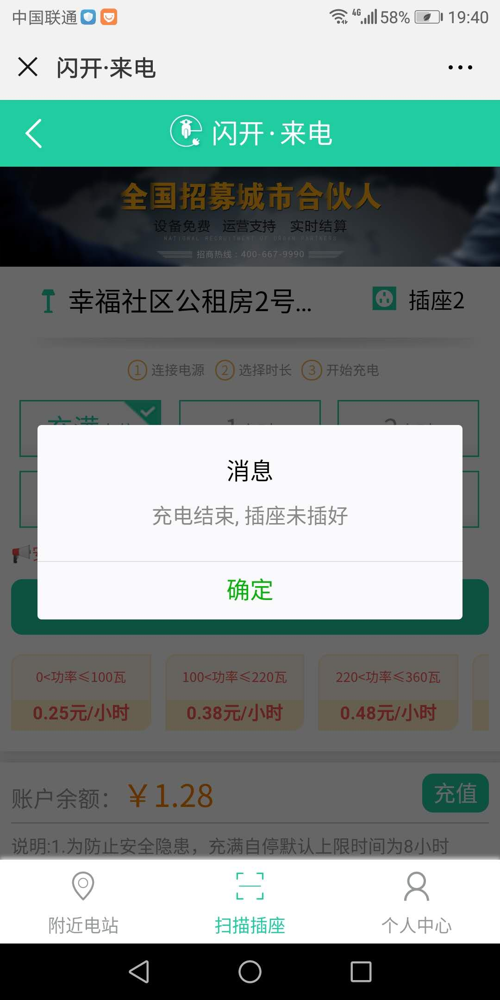 中国联通 4G 58% 19:40
闪开·来电
闪开·来电
全国招募城市合伙人
设备免费 运营支持 实时结算
NATIONAL RECRUITMENT OF URBAN PARTNERS
招商热线：400-667-9990
幸福社区公租房2号... 插座2
① 连接电源 ② 选择时长 ③ 开始充电
充满
消息
充电结束,插座未插好
确定
0<功率≤100瓦 100<功率≤220瓦 220<功率≤360瓦
0.25元/小时 0.38元/小时 0.48元/小时
账户余额：￥1.28 充值
说明:1.为防止安全隐患，充满自停默认上限时间为8小时
附近电站 扫描插座 个人中心